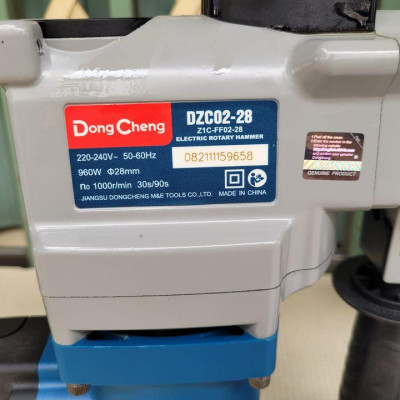 DongCheng
DZC02-28
Z1C-FF02-28
ELECTRIC ROTARY HAMMER
220-240V~ 50-60Hz
082111159658
960W Φ28mm
n₀ 1000r/min 30s/90s
JIANGSU DONGCHENG M&E TOOLS CO.,LTD. MADE IN CHINA
GENUINE PRODUCT